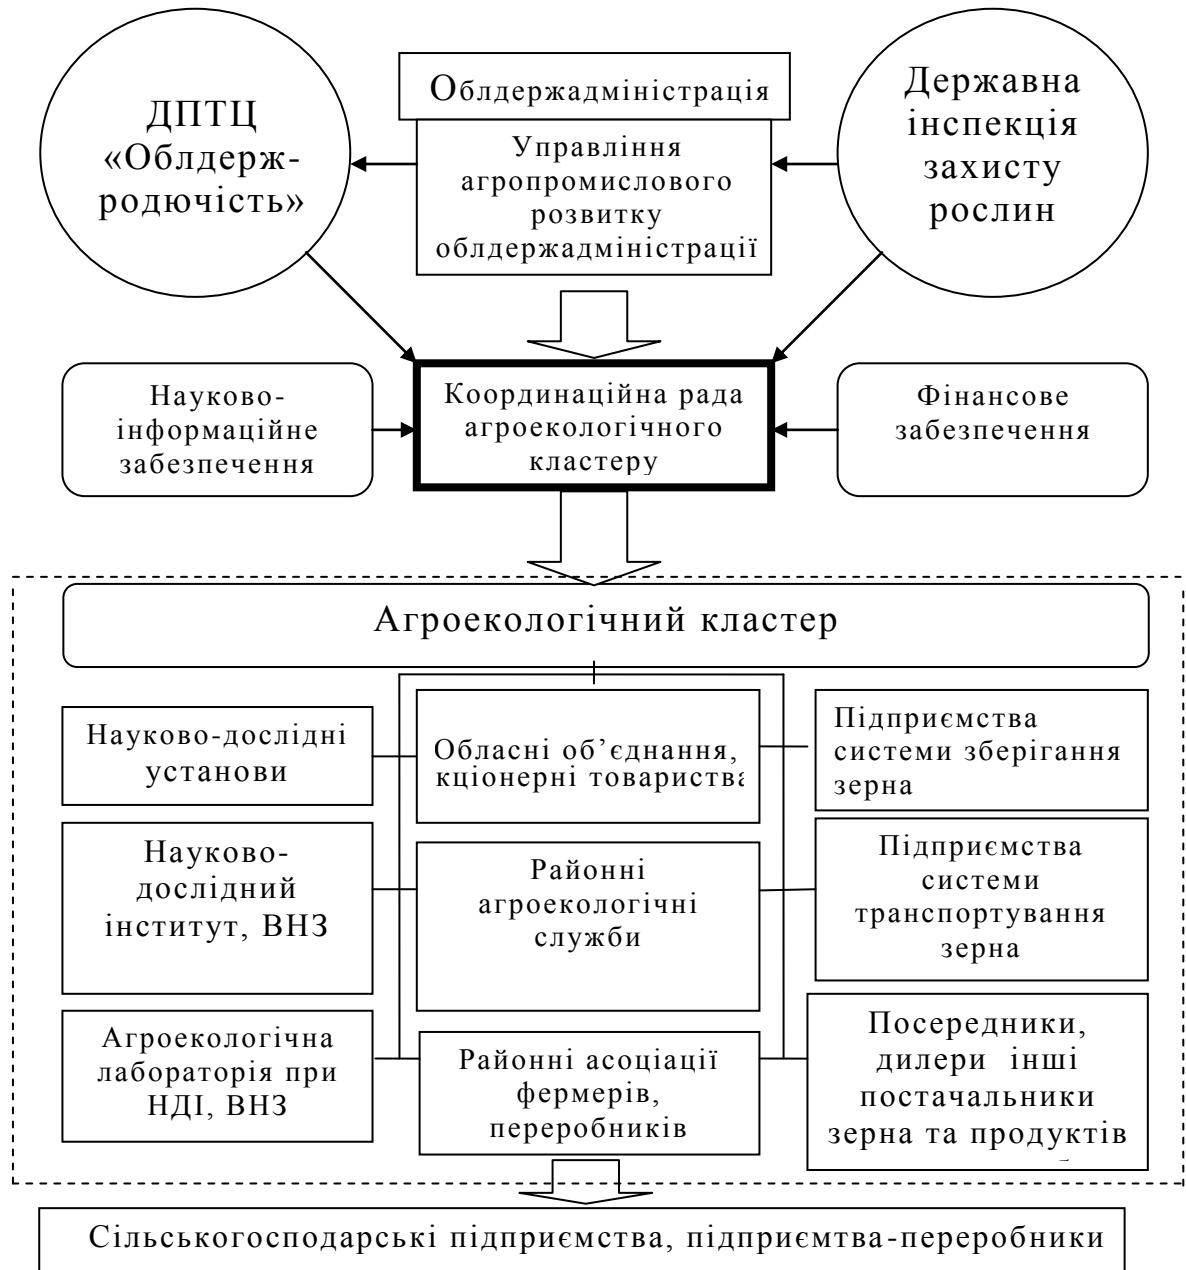 ДПТЦ
«Облдерж-
родючість»
Облдержадміністрація
Управління
агропромислового
розвитку
облдержадміністрації
Державна
інспекція
захисту
рослин
Науково-
інформаційне
забезпечення
Координаційна рада
агроекологічного
кластеру
Фінансове
забезпечення
Агроекологічний кластер
Науково-дослідні
установи
Обласні об’єднання,
кціонерні товариства
Підприємства
системи зберігання
зерна
Науково-
дослідний
інститут, ВНЗ
Районні
агроекологічні
служби
Підприємства
системи
транспортування
зерна
Агроекологічна
лабораторія при
НДІ, ВНЗ
Районні асоціації
фермерів,
переробників
Посередники,
дилери інші
постачальники
зерна та продуктів
Сільськогосподарські підприємства, підприємтва-переробники